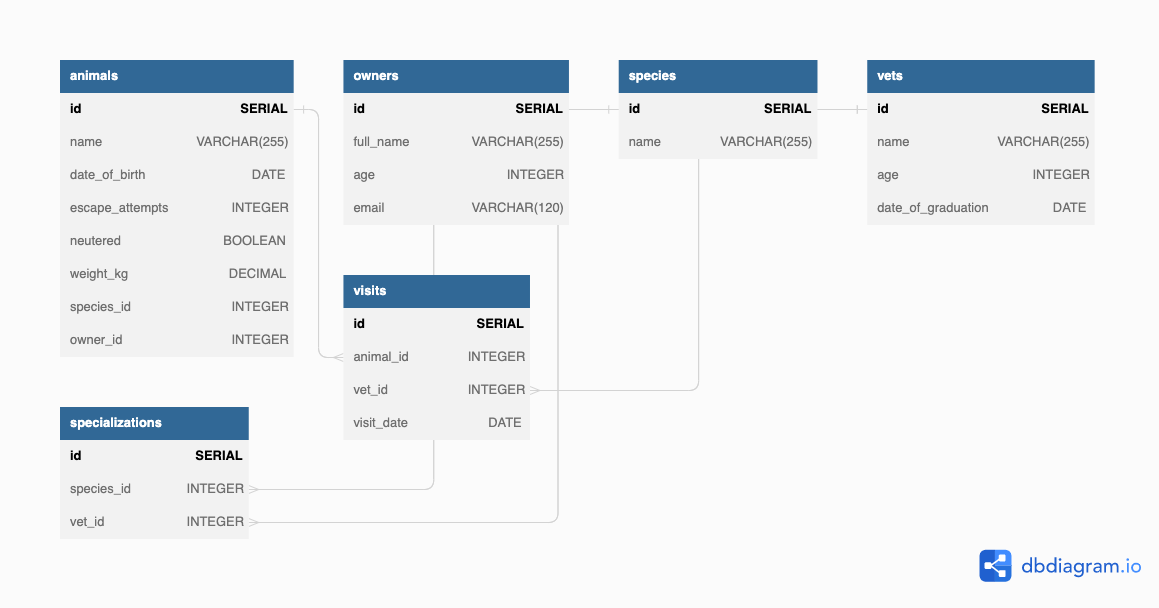 animals
id SERIAL
name VARCHAR(255)
date_of_birth DATE
escape_attempts INTEGER
neutered BOOLEAN
weight_kg DECIMAL
species_id INTEGER
owner_id INTEGER
owners
id SERIAL
full_name VARCHAR(255)
age INTEGER
email VARCHAR(120)
species
id SERIAL
name VARCHAR(255)
vets
id SERIAL
name VARCHAR(255)
age INTEGER
date_of_graduation DATE
visits
id SERIAL
animal_id INTEGER
vet_id INTEGER
visit_date DATE
specializations
id SERIAL
species_id INTEGER
vet_id INTEGER
dbdiagram.io